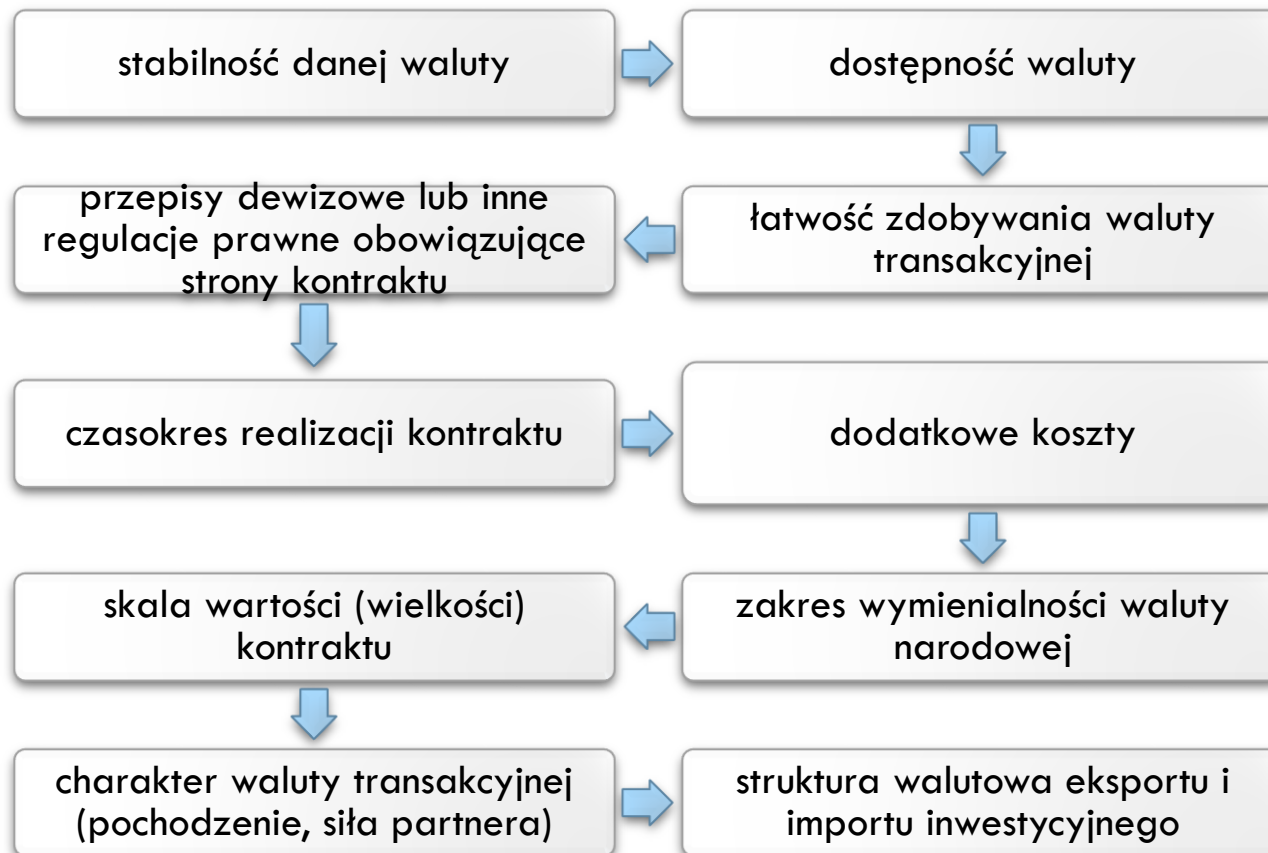 stabilność danej waluty
dostępność waluty
łatwość zdobywania waluty
transakcyjnej
przepisy dewizowe lub inne
regulacje prawne obowiązujące
strony kontraktu
czasokres realizacji kontraktu
dodatkowe koszty
zakres wymienialności waluty
narodowej
skala wartości (wielkości)
kontraktu
charakter waluty transakcyjnej
(pochodzenie, siła partnera)
struktura walutowa eksportu i
importu inwestycyjnego